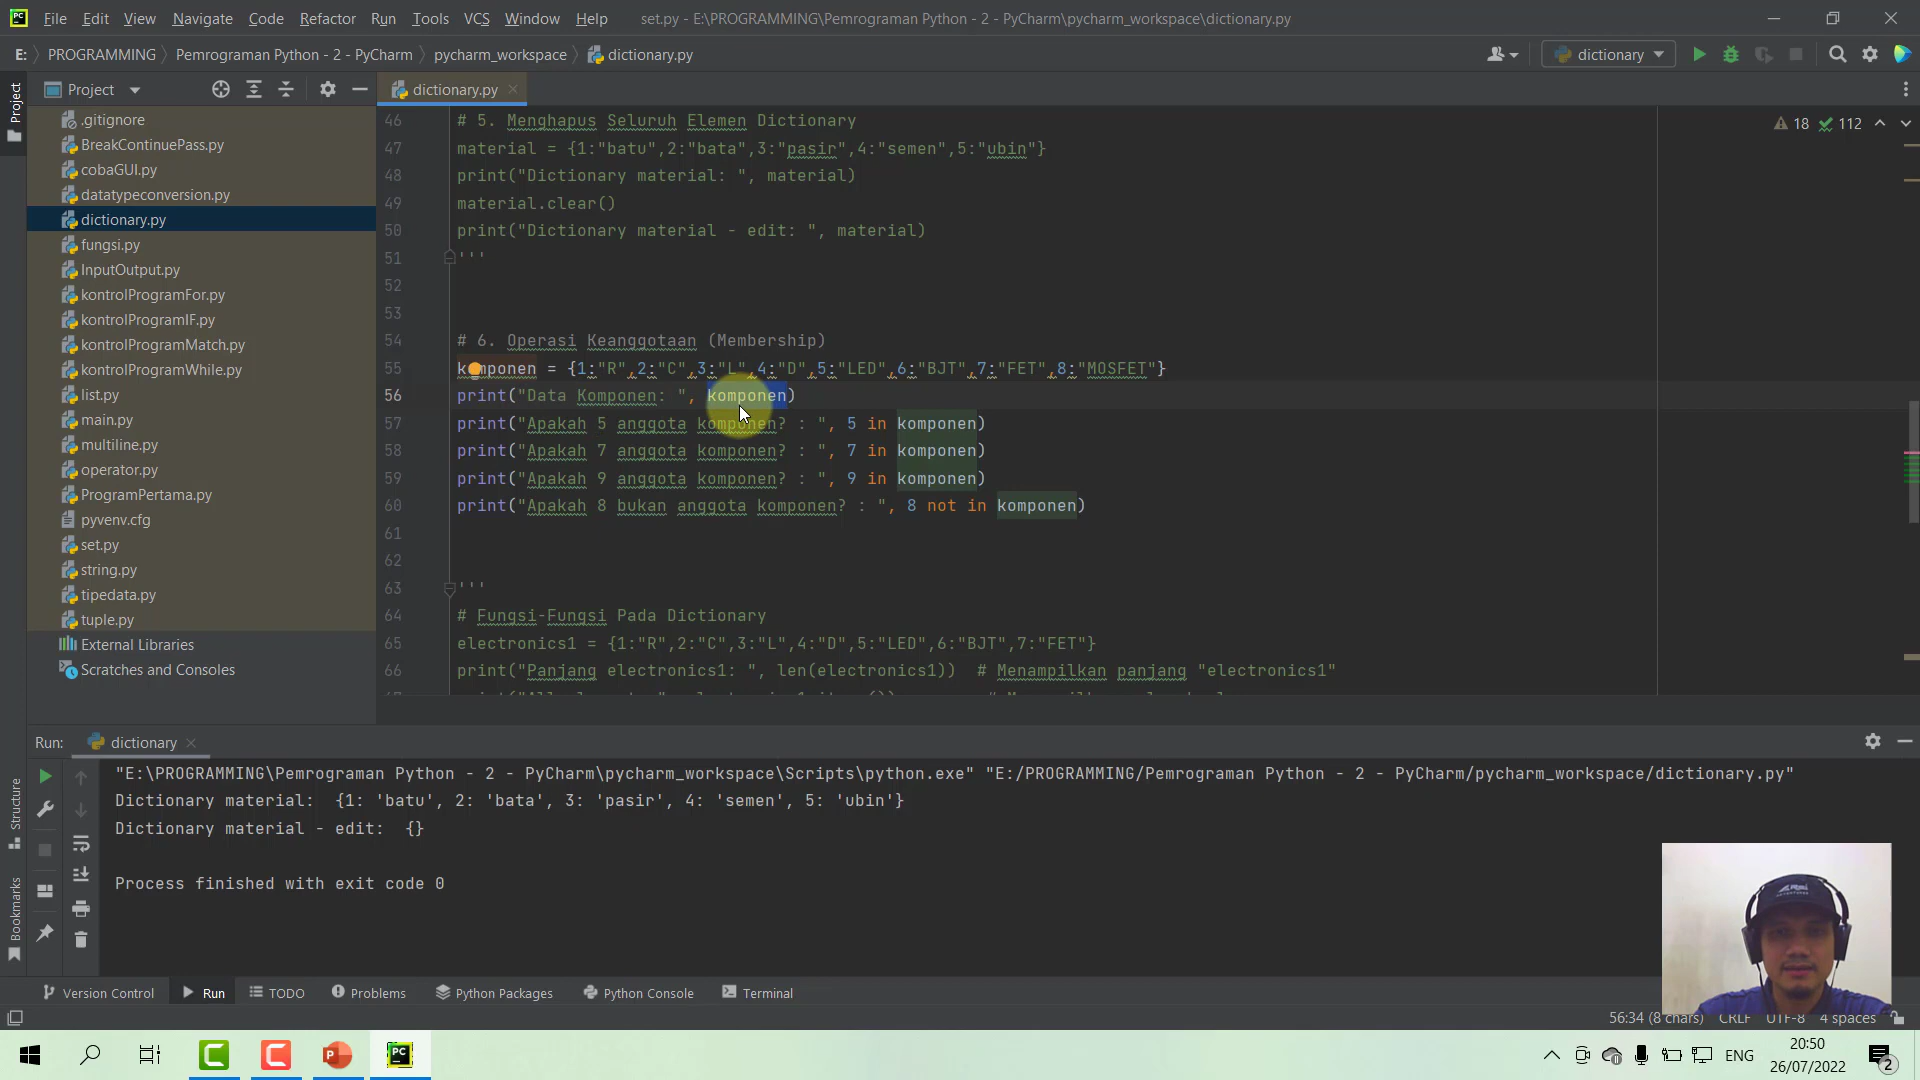 File Edit View Navigate Code Refactor Run Tools VCS Window Help set.py - E:\PROGRAMMING\Pemrograman Python - 2 - PyCharm\pycharm_workspace\dictionary.py
E: PROGRAMMING Pemrograman Python - 2 - PyCharm pycharm_workspace dictionary.py dictionary
Project
Project
dictionary.py
.gitignore
BreakContinuePass.py
cobaGUI.py
datatypeconversion.py
dictionary.py
fungsi.py
InputOutput.py
kontrolProgramFor.py
kontrolProgramIF.py
kontrolProgramMatch.py
kontrolProgramWhile.py
list.py
main.py
multiline.py
operator.py
ProgramPertama.py
pyvenv.cfg
set.py
string.py
tipedata.py
tuple.py
External Libraries
Scratches and Consoles
18 112
46 # 5. Menghapus Seluruh Elemen Dictionary
47 material = {1:"batu",2:"bata",3:"pasir",4:"semen",5:"ubin"}
48 print("Dictionary material: ", material)
49 material.clear()
50 print("Dictionary material - edit: ", material)
51 '''
52
53
54 # 6. Operasi Keanggotaan (Membership)
55 komponen = {1:"R",2:"C",3:"L",4:"D",5:"LED",6:"BJT",7:"FET",8:"MOSFET"}
56 print("Data Komponen: ", komponen)
57 print("Apakah 5 anggota komponen? : ", 5 in komponen)
58 print("Apakah 7 anggota komponen? : ", 7 in komponen)
59 print("Apakah 9 anggota komponen? : ", 9 in komponen)
60 print("Apakah 8 bukan anggota komponen? : ", 8 not in komponen)
61
62
63 '''
64 # Fungsi-Fungsi Pada Dictionary
65 electronics1 = {1:"R",2:"C",3:"L",4:"D",5:"LED",6:"BJT",7:"FET"}
66 print("Panjang electronics1: ", len(electronics1)) # Menampilkan panjang "electronics1"
Run: dictionary
"E:\PROGRAMMING\Pemrograman Python - 2 - PyCharm\pycharm_workspace\Scripts\python.exe" "E:/PROGRAMMING/Pemrograman Python - 2 - PyCharm/pycharm_workspace/dictionary.py"
Dictionary material:  {1: 'batu', 2: 'bata', 3: 'pasir', 4: 'semen', 5: 'ubin'}
Dictionary material - edit:  {}
Process finished with exit code 0
Structure
Bookmarks
Version Control Run TODO Problems Python Packages Python Console Terminal
56:34 (8 chars) CRLF UTF-8 4 spaces
ENG
20:50
26/07/2022
2